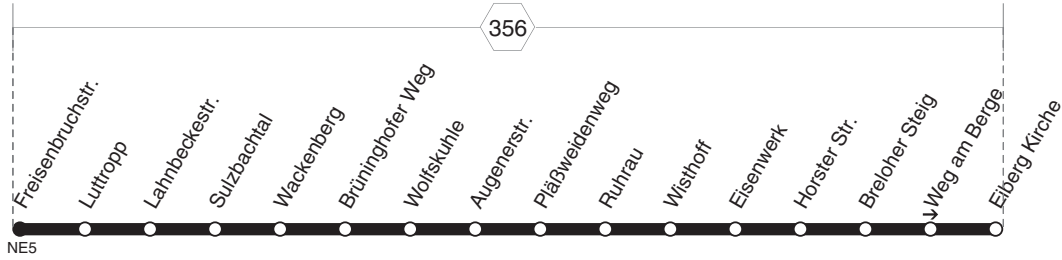 356
Freisenbruchstr.
Luttropp
Lahnbeckestr.
Sulzbachtal
Wackenberg
Brüninghofer Weg
Wolfskuhle
Augenerstr.
Pläßweidenweg
Ruhrau
Wisthoff
Eisenwerk
Horster Str.
Breloher Steig
Weg am Berge
Eiberg Kirche
NE5